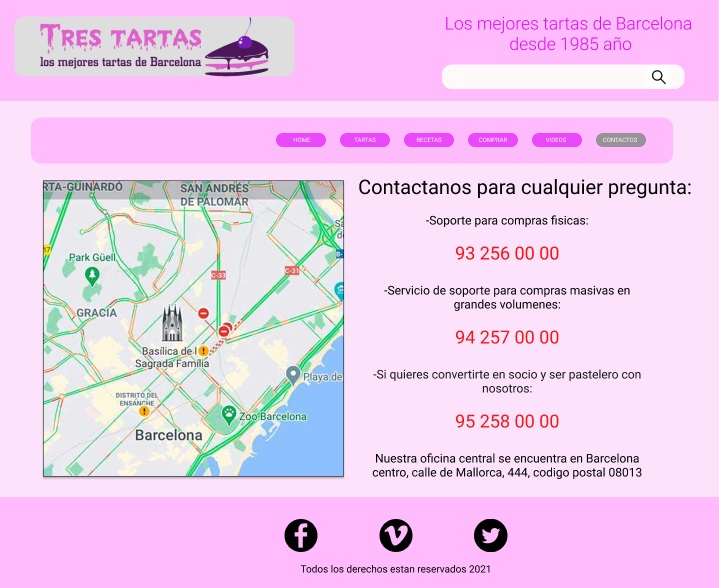 TRES TARTAS
los mejores tartas de Barcelona
Los mejores tartas de Barcelona
desde 1985 año
HOME
TARTAS
RECETAS
COMPRAR
VIDEOS
CONTACTOS
RTA-GUINARDÓ
SAN ANDRÉS
DE PALOMAR
Sa
de
17
Park Güell
C-33
C-31
B-
GRACIA
Basílica de l
Sagrada Família
Playa de
DISTRITO DEL
ENSANCHE
Zoo Barcelona
Barcelona
Contactanos para cualquier pregunta:
-Soporte para compras fisicas:
93 256 00 00
-Servicio de soporte para compras masivas en
grandes volumenes:
94 257 00 00
-Si quieres convertirte en socio y ser pastelero con
nosotros:
95 258 00 00
Nuestra oficina central se encuentra en Barcelona
centro, calle de Mallorca, 444, codigo postal 08013
Todos los derechos estan reservados 2021